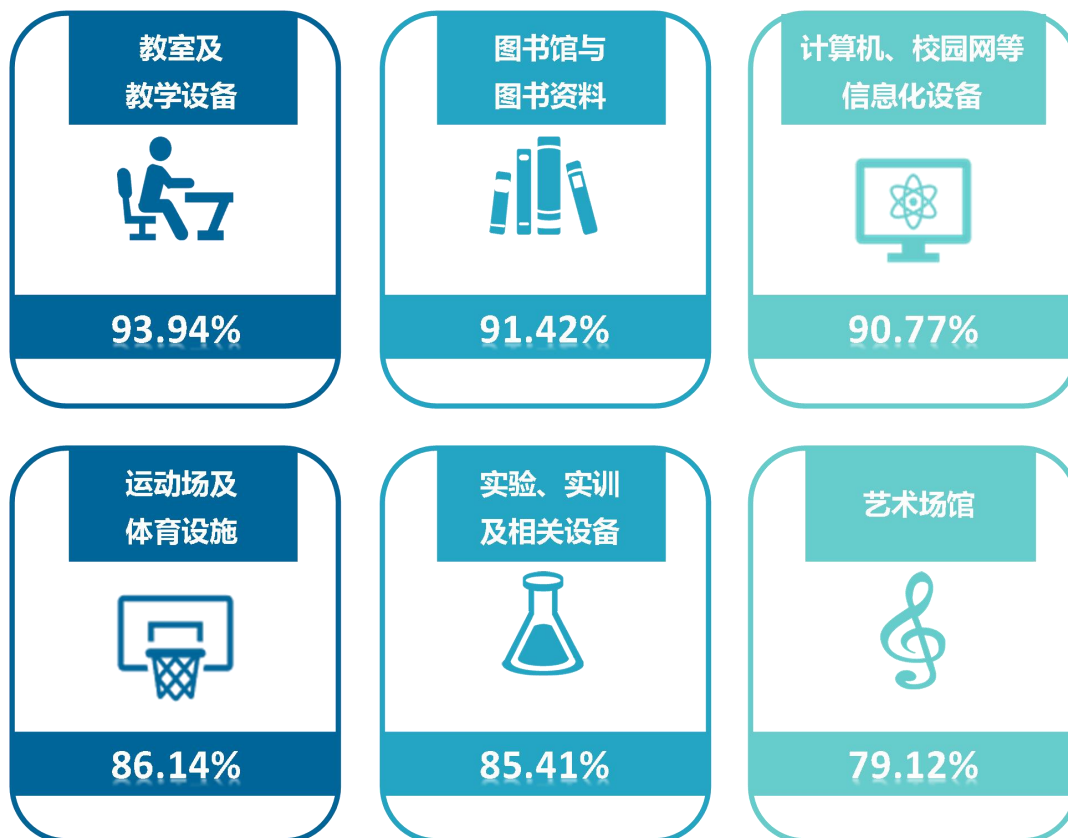 教室及
教学设备
93.94%
图书馆与
图书资料
91.42%
计算机、校园网等
信息化设备
90.77%
运动场及
体育设施
86.14%
实验、实训
及相关设备
85.41%
艺术场馆
79.12%